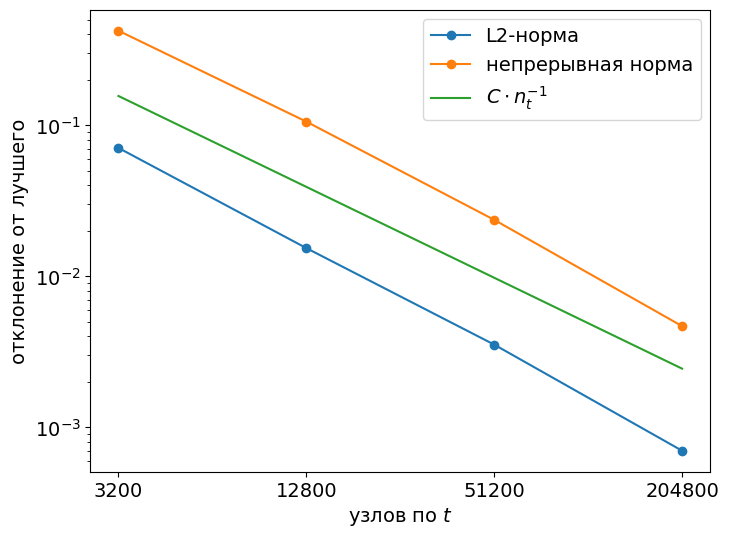 L2-норма
непрерывная норма
$C \cdot n_t^{-1}$
отклонение от лучшего
10⁻¹
10⁻²
10⁻³
3200 12800 51200 204800
узлов по t